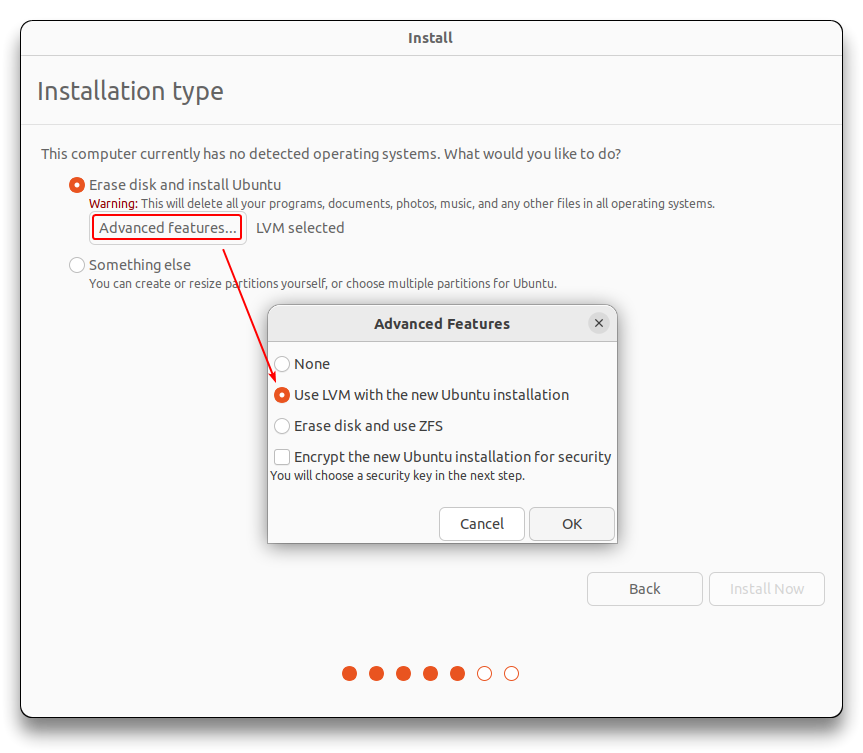 Install
Installation type
This computer currently has no detected operating systems. What would you like to do?
Erase disk and install Ubuntu
Warning: This will delete all your programs, documents, photos, music, and any other files in all operating systems.
Advanced features... LVM selected
Something else
You can create or resize partitions yourself, or choose multiple partitions for Ubuntu.
Advanced Features
None
Use LVM with the new Ubuntu installation
Erase disk and use ZFS
Encrypt the new Ubuntu installation for security
You will choose a security key in the next step.
Cancel OK
Back Install Now